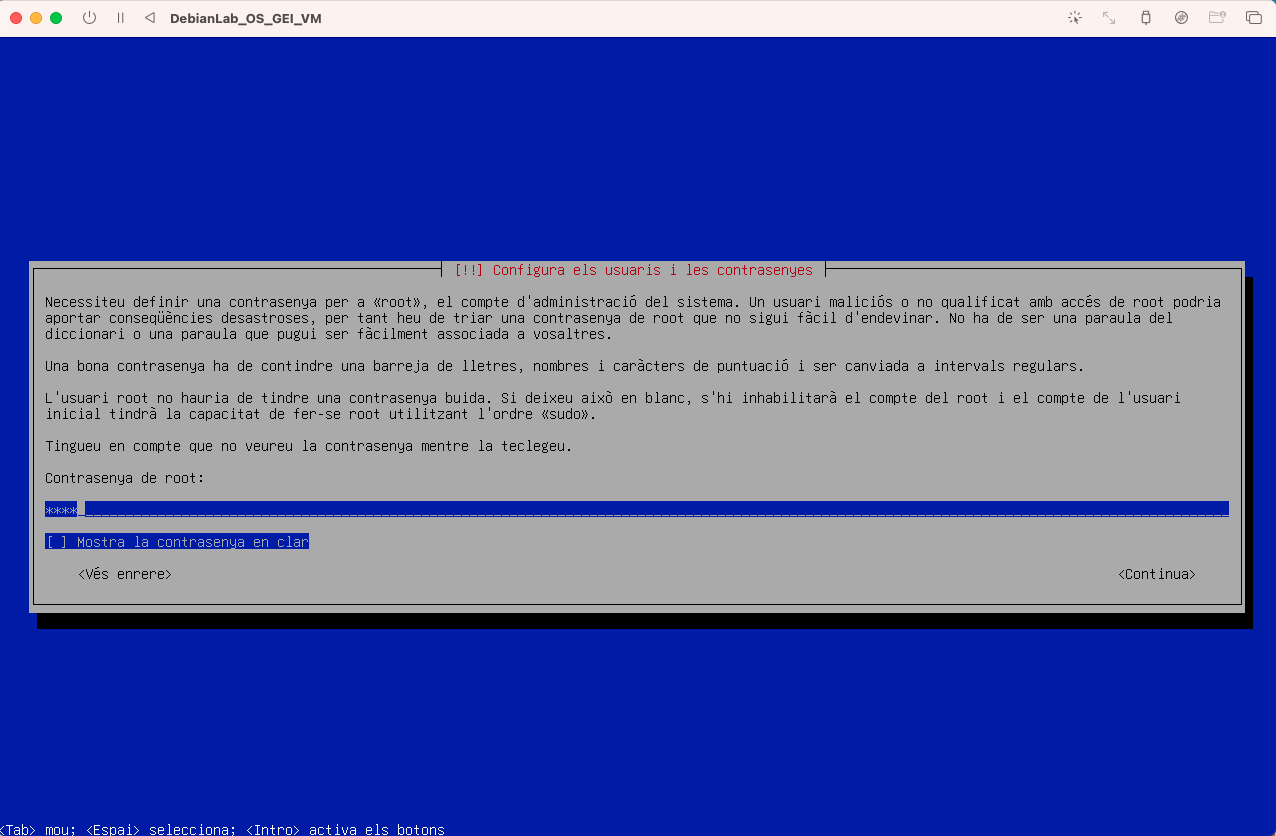 DebianLab_OS_GEI_VM
[!!] Configura els usuaris i les contrasenyes
Necessiteu definir una contrasenya per a «root», el compte d'administració del sistema. Un usuari maliciós o no qualificat amb accés de root podria
aportar conseqüències desastroses, per tant heu de triar una contrasenya de root que no sigui fàcil d'endevinar. No ha de ser una paraula del
diccionari o una paraula que pugui ser fàcilment associada a vosaltres.
Una bona contrasenya ha de contindre una barreja de lletres, nombres i caràcters de puntuació i ser canviada a intervals regulars.
L'usuari root no hauria de tindre una contrasenya buida. Si deixeu això en blanc, s'hi inhabilitarà el compte del root i el compte de l'usuari
inicial tindrà la capacitat de fer-se root utilitzant l'ordre «sudo».
Tingueu en compte que no veureu la contrasenya mentre la teclegeu.
Contrasenya de root:
****
[ ] Mostra la contrasenya en clar
<Vés enrere> <Continua>
<Tab> mou; <Espai> selecciona; <Intro> activa els botons